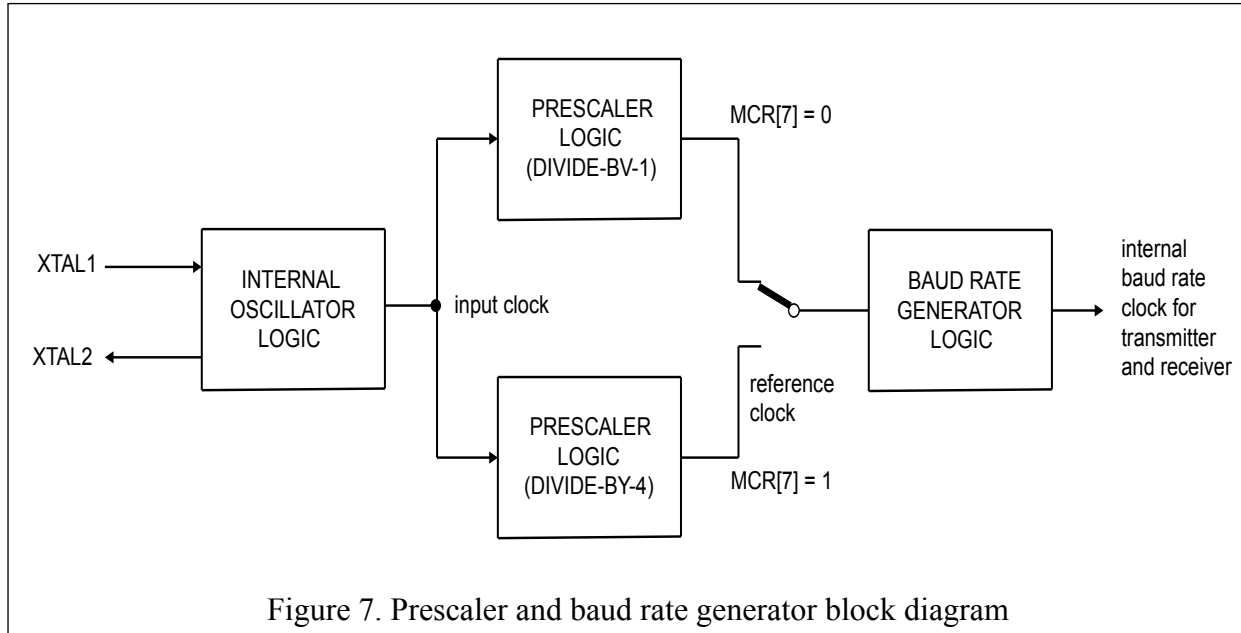 PRESCALER
LOGIC
(DIVIDE-BV-1)
MCR[7] = 0
XTAL1
XTAL2
INTERNAL
OSCILLATOR
LOGIC
input clock
BAUD RATE
GENERATOR
LOGIC
internal
baud rate
clock for
transmitter
and receiver
reference
clock
PRESCALER
LOGIC
(DIVIDE-BY-4)
MCR[7] = 1
Figure 7. Prescaler and baud rate generator block diagram